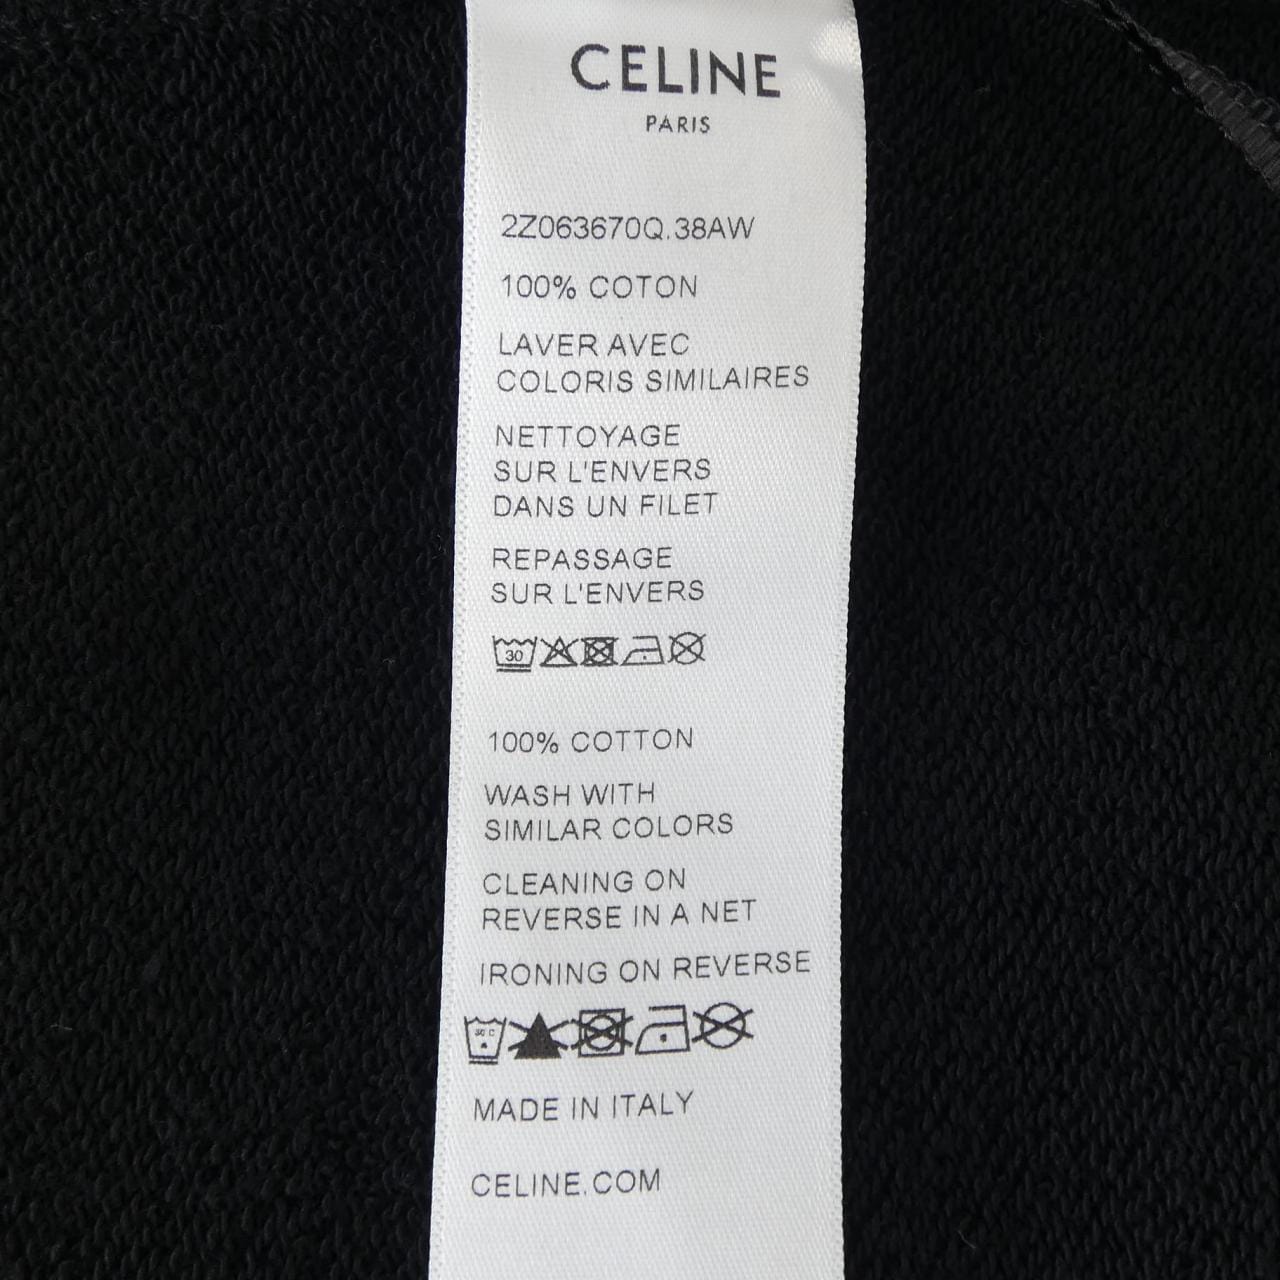 CELINE
PARIS
2Z063670Q.38AW
100% COTON
LAVER AVEC
COLORIS SIMILAIRES
NETTOYAGE
SUR L'ENVERS
DANS UN FILET
REPASSAGE
SUR L'ENVERS
30
100% COTTON
WASH WITH
SIMILAR COLORS
CLEANING ON
REVERSE IN A NET
IRONING ON REVERSE
30 C
MADE IN ITALY
CELINE.COM